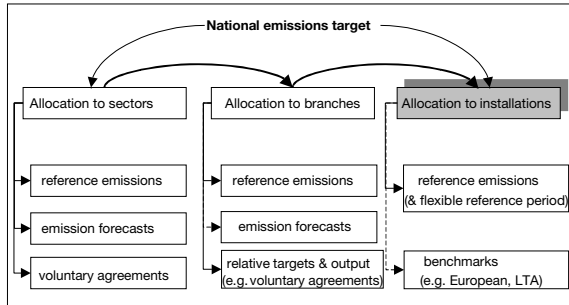 National emissions target
Allocation to sectors
Allocation to branches
Allocation to installations
reference emissions
reference emissions
reference emissions
(& flexible reference period)
emission forecasts
emission forecasts
voluntary agreements
relative targets & output
(e.g. voluntary agreements)
benchmarks
(e.g. European, LTA)